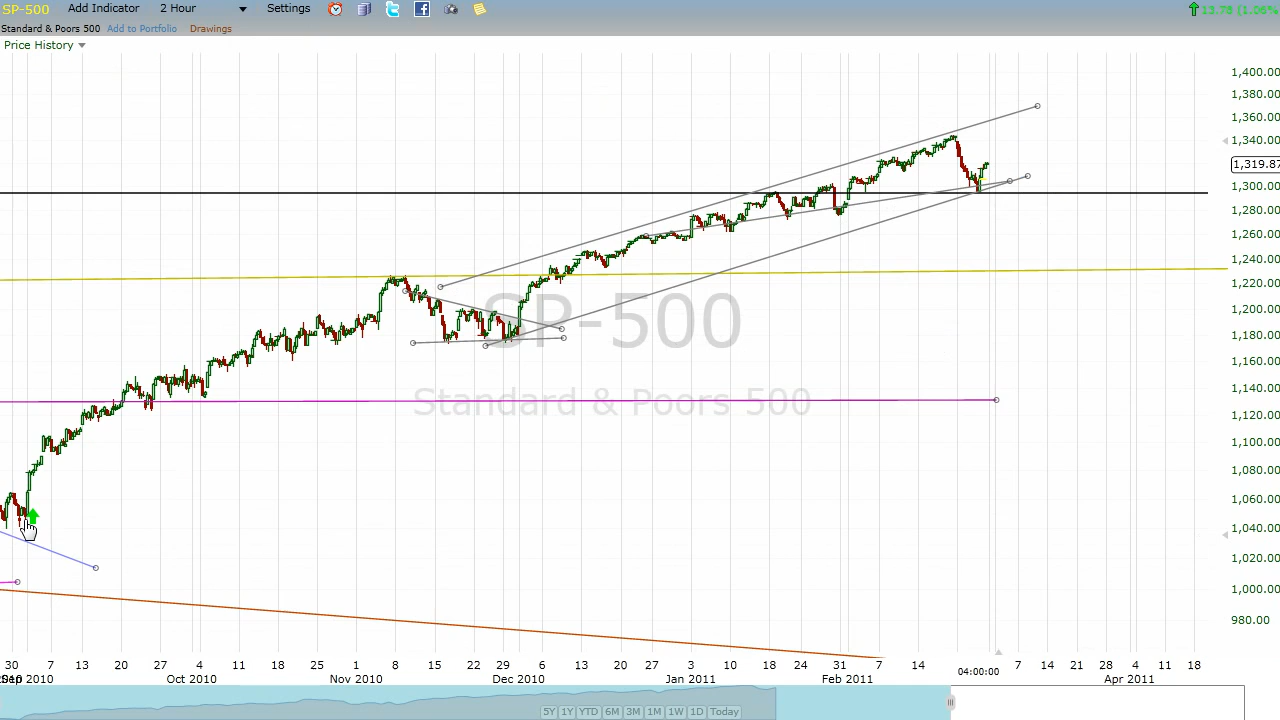 SP-500 Add Indicator 2 Hour Settings 13.78 (1.06%
Standard & Poors 500 Add to Portfolio Drawings
Price History
1,400.00
1,380.00
1,360.00
1,340.00
1,319.87
1,300.00
1,280.00
1,260.00
1,240.00
1,220.00
1,200.00
1,180.00
1,160.00
1,140.00
1,120.00
1,100.00
1,080.00
1,060.00
1,040.00
1,020.00
1,000.00
980.00
SP-500
Standard & Poors 500
30 7 13 20 27 4 11 18 25 1 8 15 22 29 6 13 20 27 3 10 18 24 31 7 14 04:00:00 7 14 21 28 4 11 18
Sep 2010 Oct 2010 Nov 2010 Dec 2010 Jan 2011 Feb 2011 Apr 2011
5Y 1Y YTD 6M 3M 1M 1W 1D Today